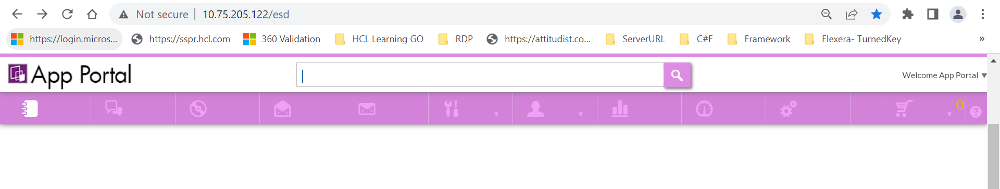 Not secure | 10.75.205.122/esd
https://login.micros... https://sspr.hcl.com 360 Validation HCL Learning GO RDP https://attitudist.co... ServerURL C#F Framework Flexera- TurnedKey »
App Portal Welcome App Portal ▼
0 ?